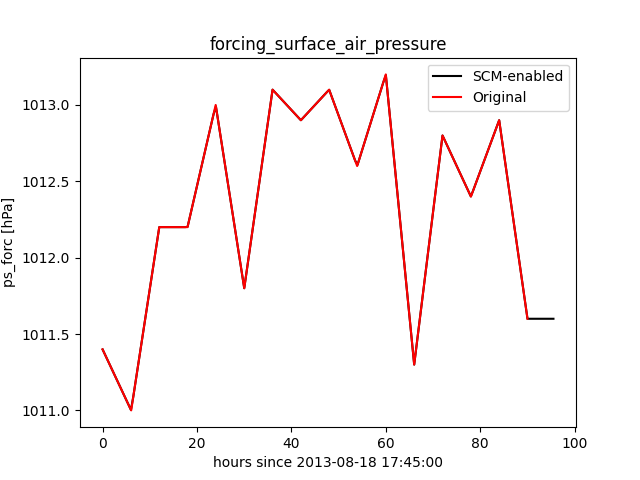 forcing_surface_air_pressure
SCM-enabled
Original
1013.0
1012.5
1012.0
1011.5
1011.0
ps_forc [hPa]
0 20 40 60 80 100
hours since 2013-08-18 17:45:00